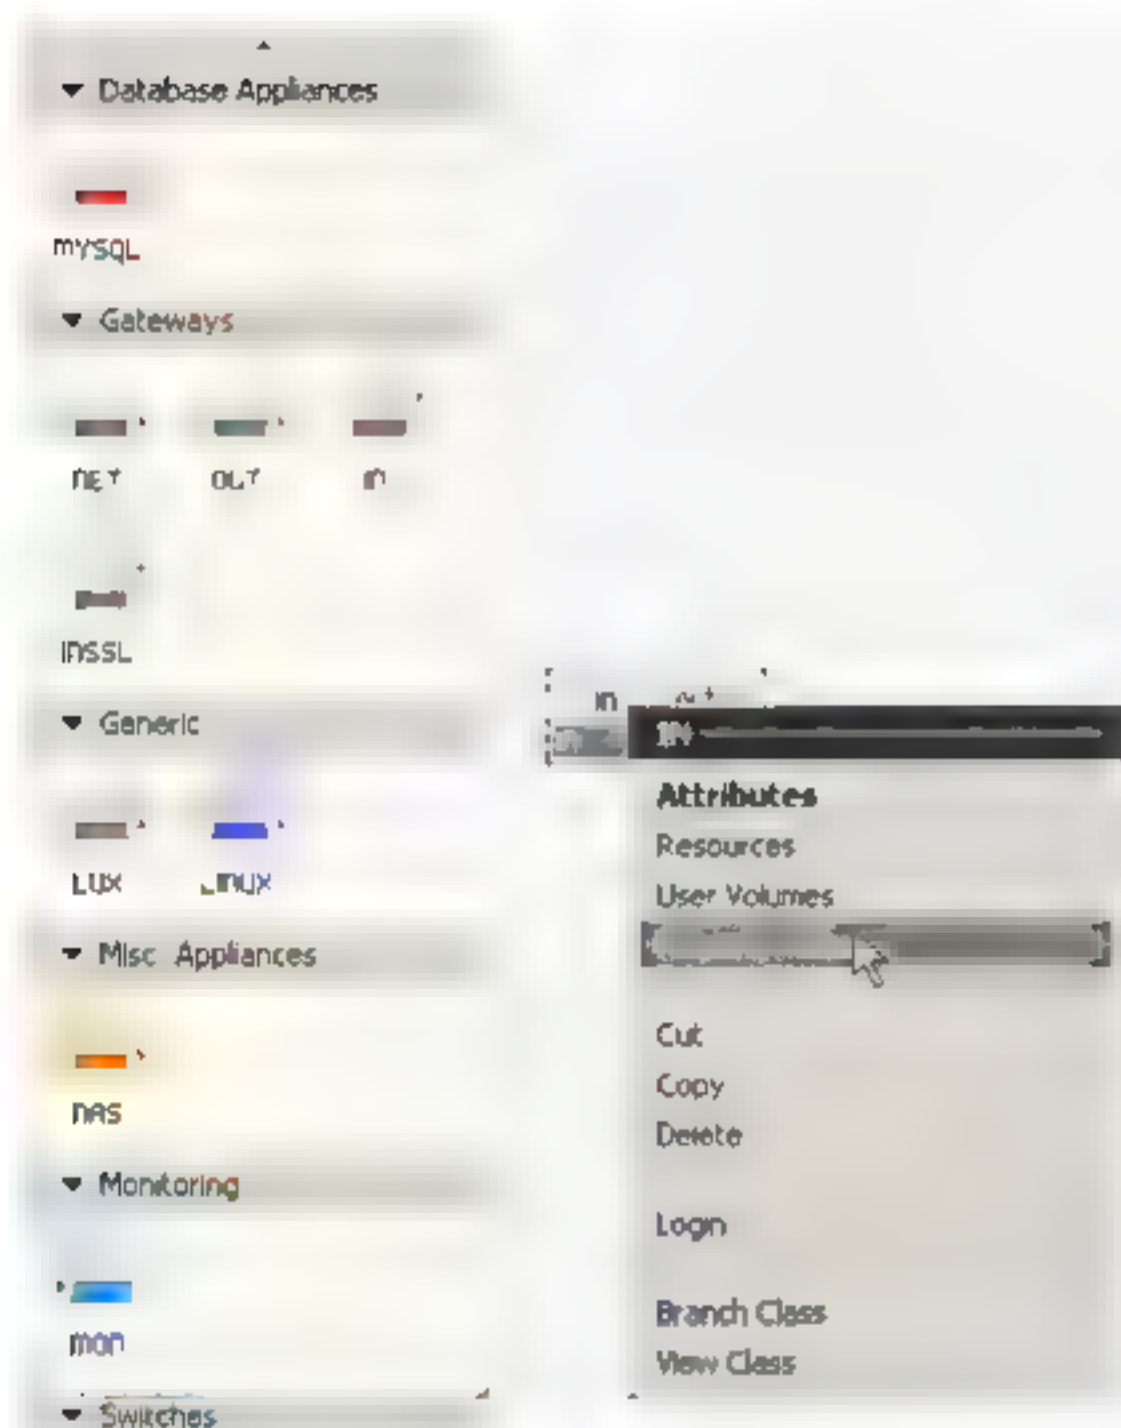 Database Appliances
MYSQL
Gateways
NET OUT IN
INSSL
Generic
LUX Linux
Misc Appliances
NAS
Monitoring
mon
Switches
IN
IN
Attributes
Resources
User Volumes
Cut
Copy
Delete
Login
Branch Class
View Class